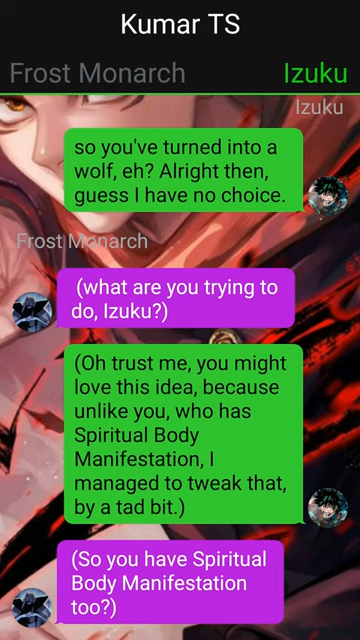 Kumar TS
Frost Monarch
Izuku
Izuku
so you've turned into a
wolf, eh? Alright then,
guess I have no choice.
Frost Monarch
(what are you trying to
do, Izuku?)
(Oh trust me, you might
love this idea, because
unlike you, who has
Spiritual Body
Manifestation, I
managed to tweak that,
by a tad bit.)
(So you have Spiritual
Body Manifestation
too?)